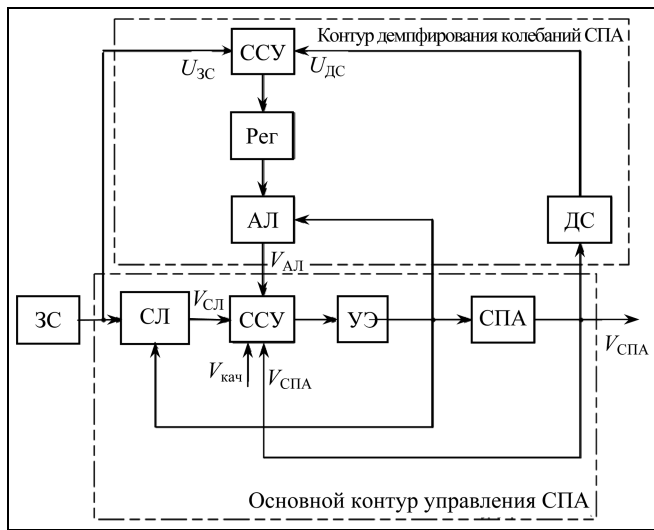 Контур демпфирования колебаний СПА
ССУ
U_ЗС
U_ДС
Рег
АЛ
ДС
V_АЛ
ЗС
СЛ
V_СЛ
ССУ
УЭ
СПА
V_СПА
V_кач
V_СПА
Основной контур управления СПА